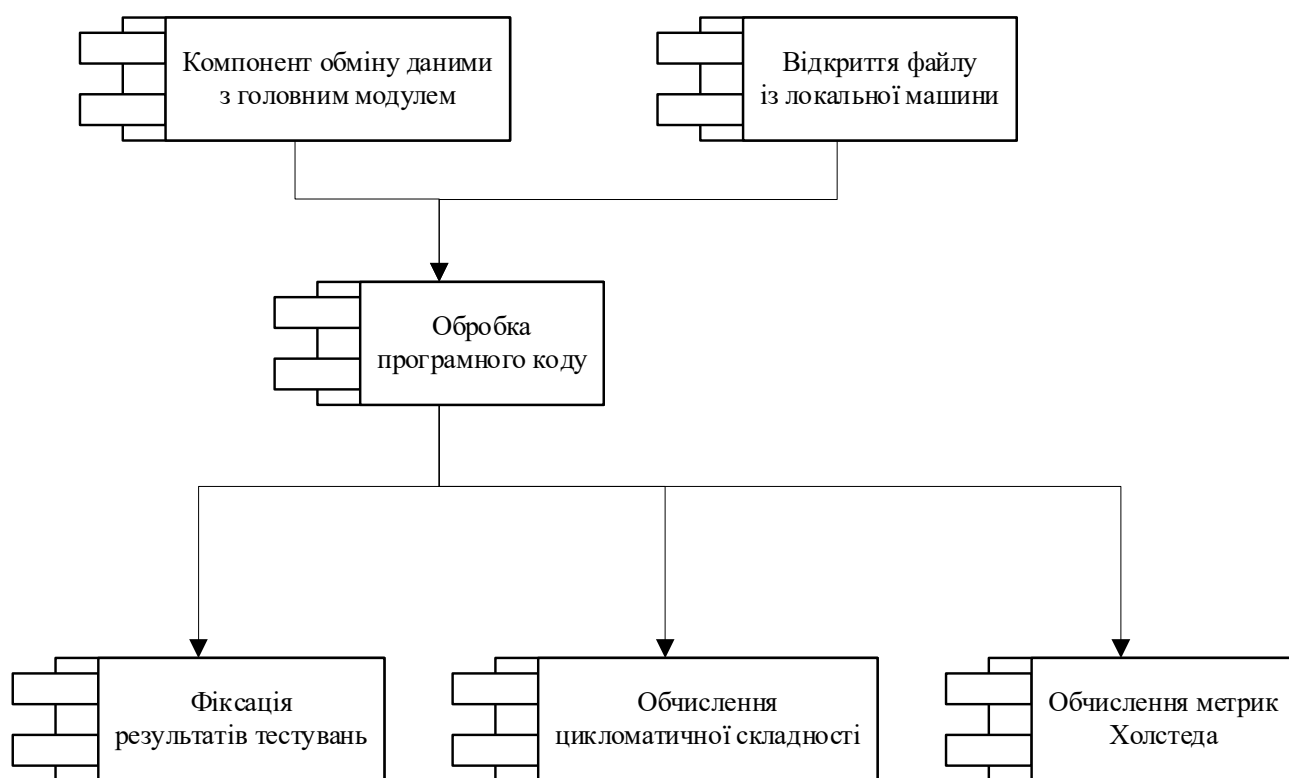 Компонент обміну даними
з головним модулем
Відкриття файлу
із локальної машини
Обробка
програмного коду
Фіксація
результатів тестувань
Обчислення
цикломатичної складності
Обчислення метрик
Холстеда